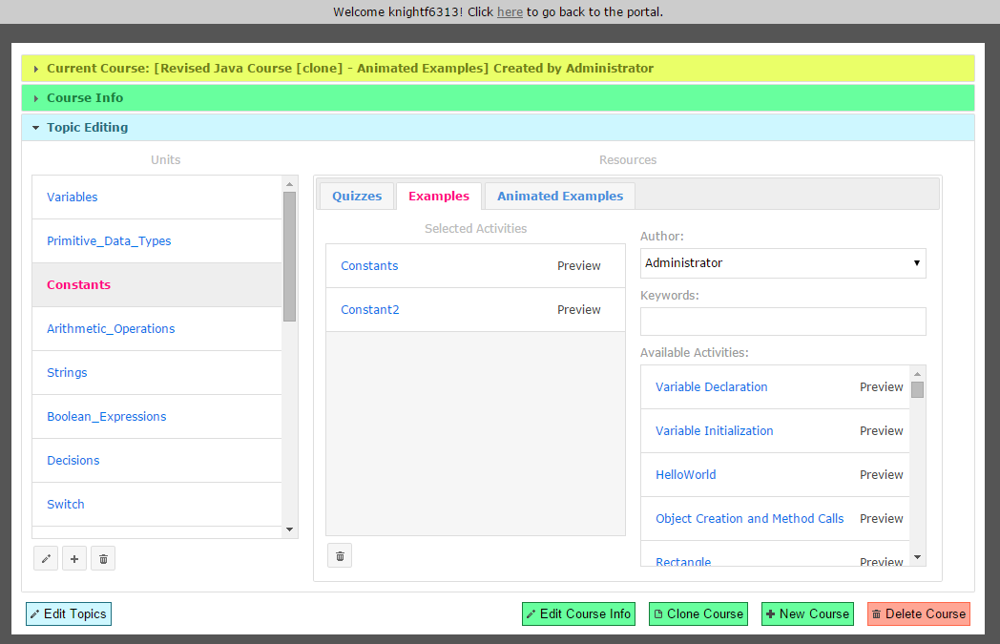 Welcome knightf6313! Click here to go back to the portal.
Current Course: [Revised Java Course [clone] - Animated Examples] Created by Administrator
Course Info
Topic Editing
Units
Resources
Variables
Primitive_Data_Types
Constants
Arithmetic_Operations
Strings
Boolean_Expressions
Decisions
Switch
Quizzes
Examples
Animated Examples
Selected Activities
Constants Preview
Constant2 Preview
Author:
Administrator
Keywords:
Available Activities:
Variable Declaration Preview
Variable Initialization Preview
HelloWorld Preview
Object Creation and Method Calls Preview
Rectangle Preview
Edit Topics
Edit Course Info
Clone Course
New Course
Delete Course